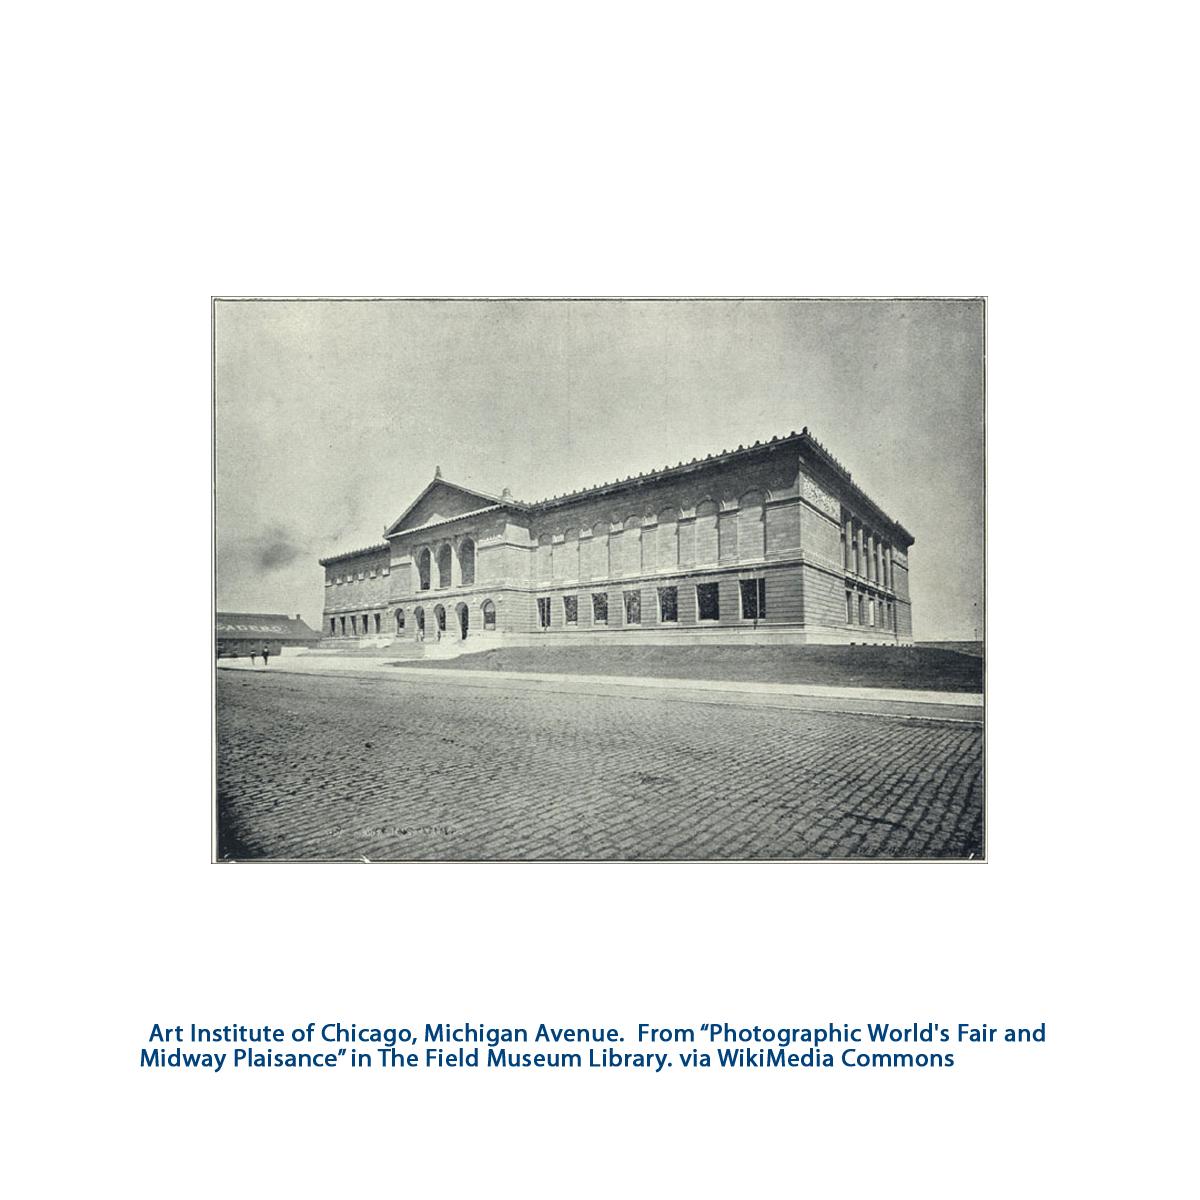 Art Institute of Chicago, Michigan Avenue.  From “Photographic World's Fair and
Midway Plaisance” in The Field Museum Library. via WikiMedia Commons